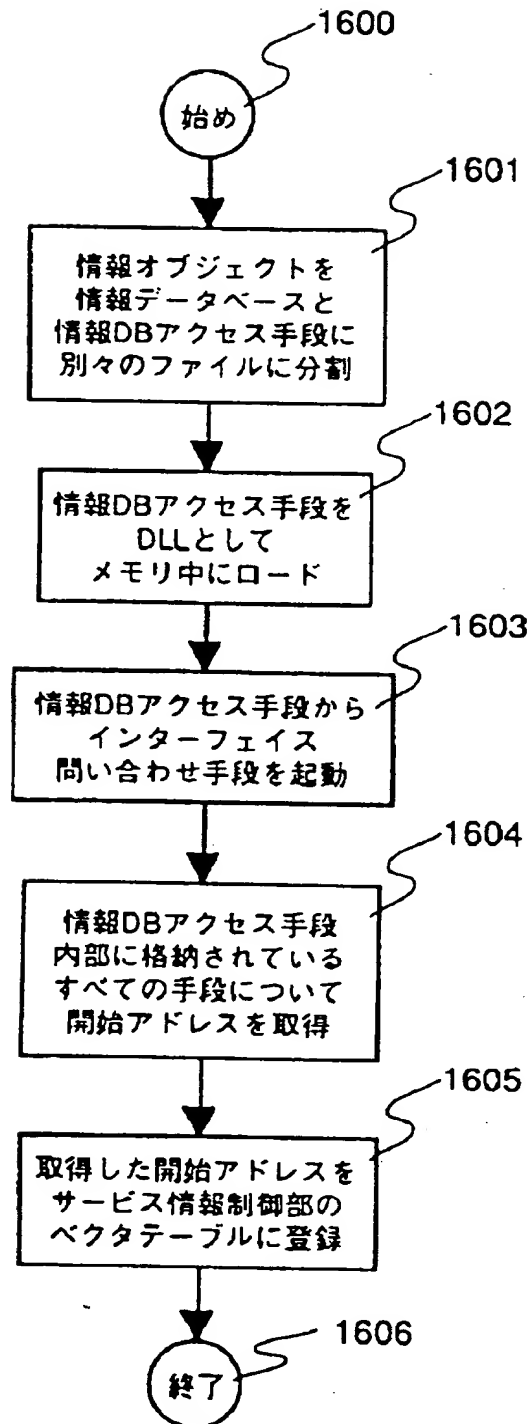 1600
始め
1601
情報オブジェクトを
情報データベースと
情報DBアクセス手段に
別々のファイルに分割
1602
情報DBアクセス手段を
DLLとして
メモリ中にロード
1603
情報DBアクセス手段から
インターフェイス
問い合わせ手段を起動
1604
情報DBアクセス手段
内部に格納されている
すべての手段について
開始アドレスを取得
1605
取得した開始アドレスを
サービス情報制御部の
ベクタテーブルに登録
1606
終了